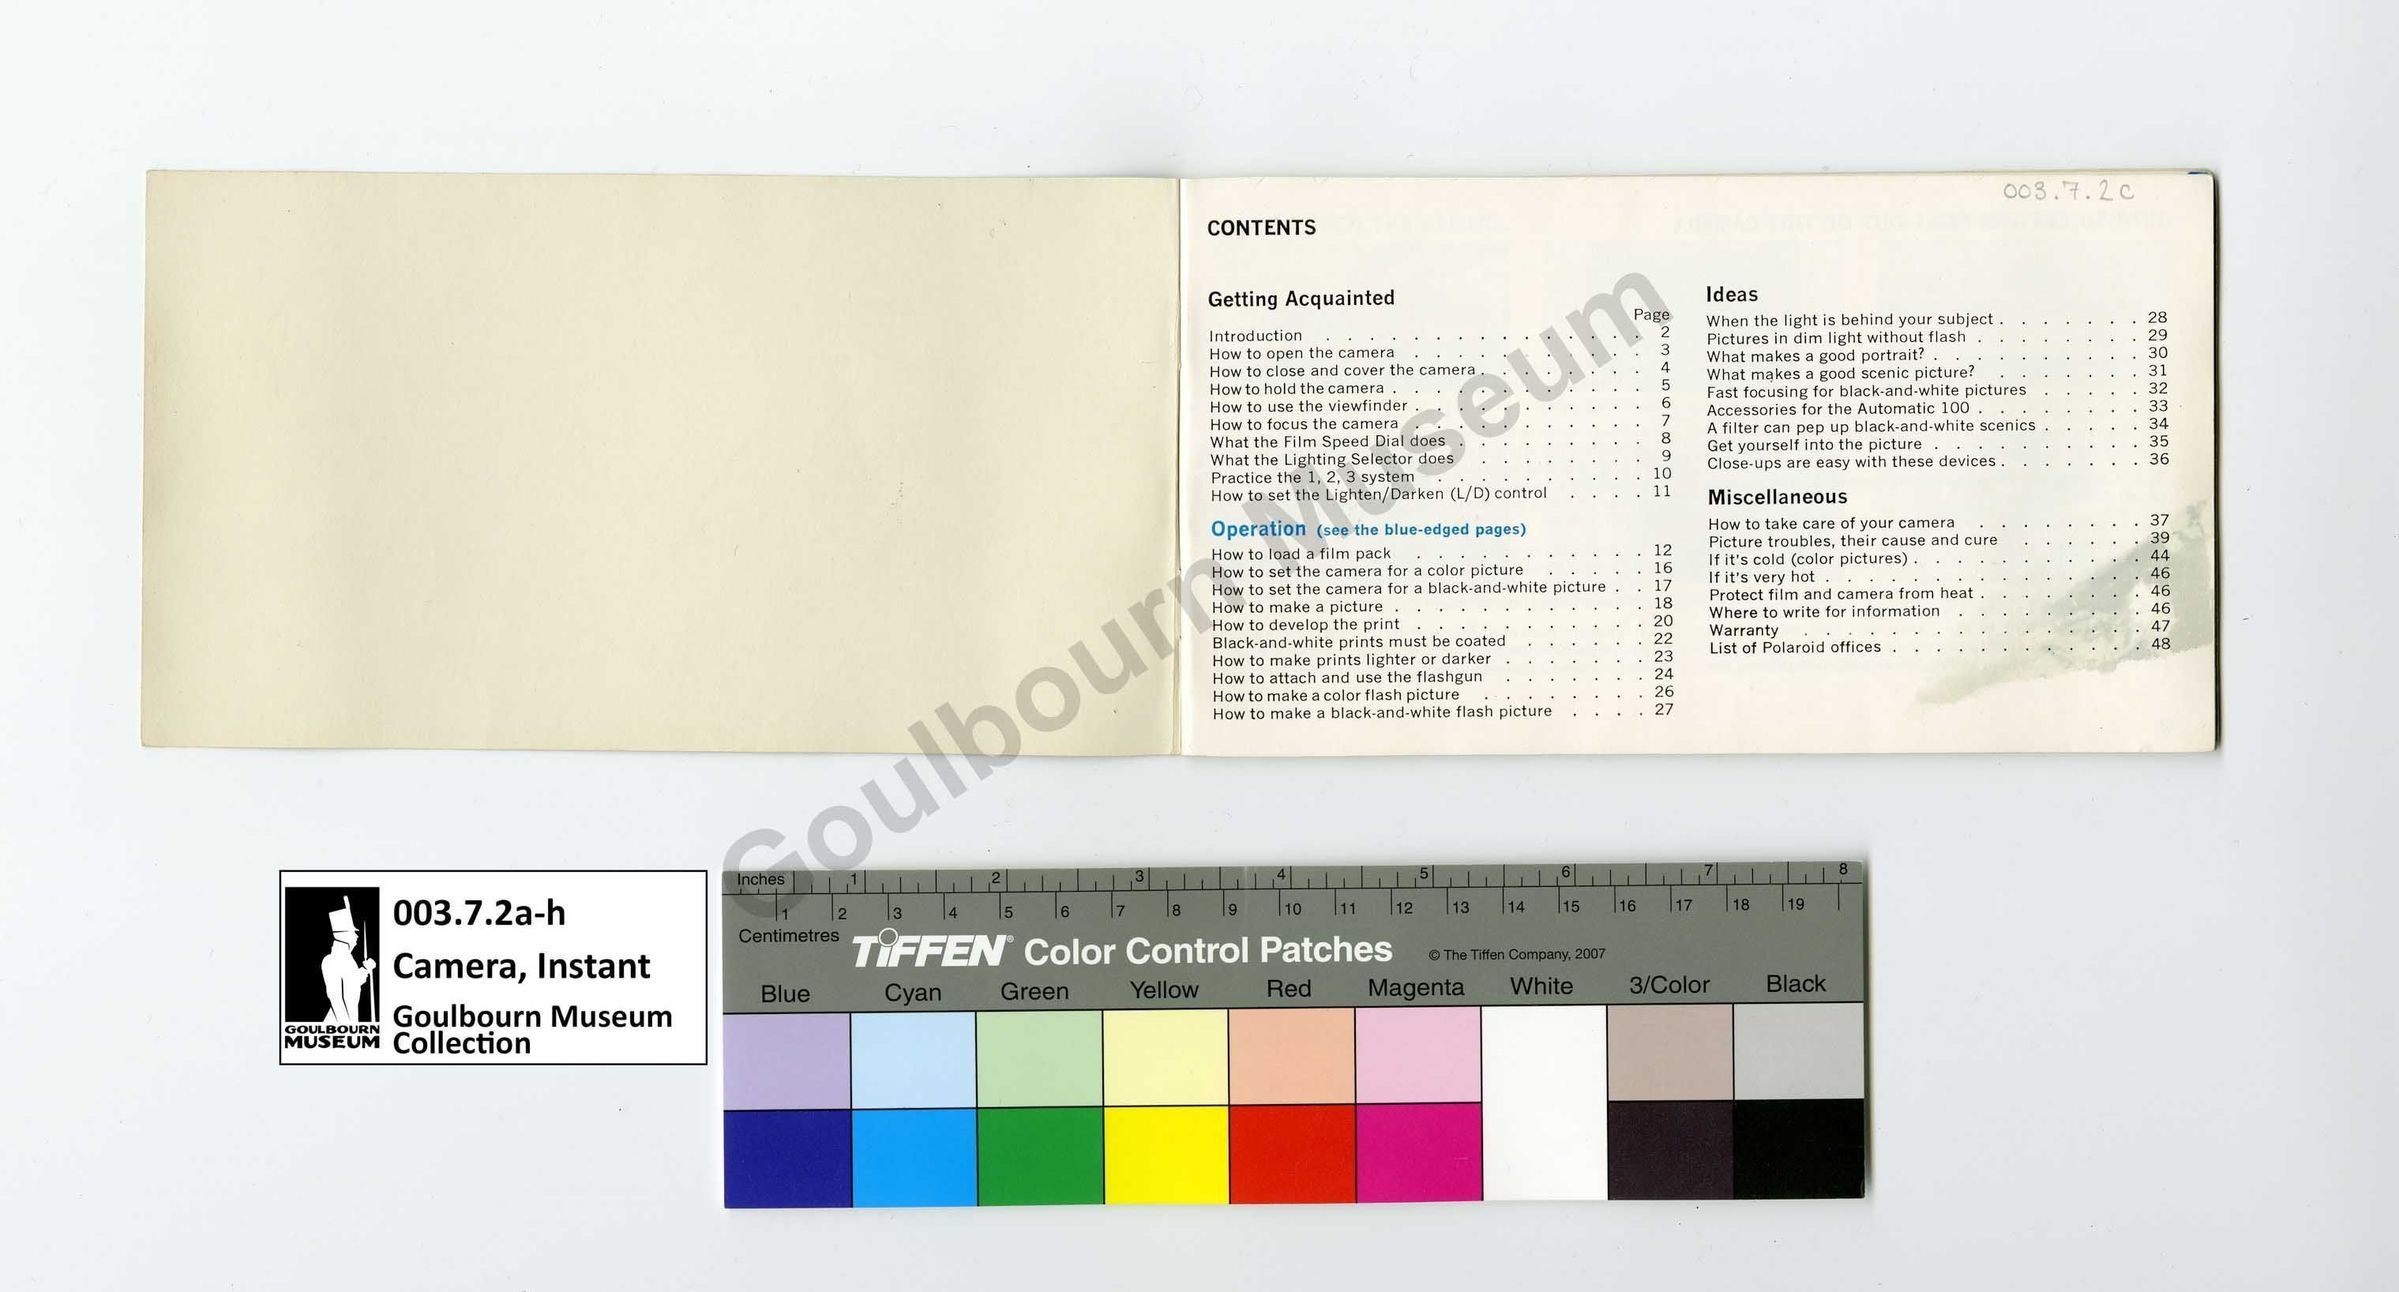 003.7.2c
CONTENTS
Getting Acquainted
Page
Introduction . . . . . . . . . . . . . . . 2
How to open the camera . . . . . . . . . . . 3
How to close and cover the camera . . . . . . . . 4
How to hold the camera . . . . . . . . . . . . 5
How to use the viewfinder . . . . . . . . . . . 6
How to focus the camera . . . . . . . . . . . 7
What the Film Speed Dial does . . . . . . . . . 8
What the Lighting Selector does . . . . . . . . 9
Practice the 1, 2, 3 system . . . . . . . . . . 10
How to set the Lighten/Darken (L/D) control . . . . 11
Operation (see the blue-edged pages)
How to load a film pack . . . . . . . . . . . 12
How to set the camera for a color picture . . . . . 16
How to set the camera for a black-and-white picture . . 17
How to make a picture . . . . . . . . . . . . 18
How to develop the print . . . . . . . . . . . 20
Black-and-white prints must be coated . . . . . . 22
How to make prints lighter or darker . . . . . . . 23
How to attach and use the flashgun . . . . . . . 24
How to make a color flash picture . . . . . . . . 26
How to make a black-and-white flash picture . . . . 27
Ideas
When the light is behind your subject . . . . . . . 28
Pictures in dim light without flash . . . . . . . . 29
What makes a good portrait? . . . . . . . . . . 30
What makes a good scenic picture? . . . . . . . 31
Fast focusing for black-and-white pictures . . . . . 32
Accessories for the Automatic 100 . . . . . . . . 33
A filter can pep up black-and-white scenics . . . . . 34
Get yourself into the picture . . . . . . . . . . 35
Close-ups are easy with these devices . . . . . . . 36
Miscellaneous
How to take care of your camera . . . . . . . . 37
Picture troubles, their cause and cure . . . . . . 39
If it's cold (color pictures) . . . . . . . . . . . 44
If it's very hot . . . . . . . . . . . . . . . 46
Protect film and camera from heat . . . . . . . . 46
Where to write for information . . . . . . . . . 46
Warranty . . . . . . . . . . . . . . . . 47
List of Polaroid offices . . . . . . . . . . . . 48
Goulbourn Museum
GOULBOURN
MUSEUM
003.7.2a-h
Camera, Instant
Goulbourn Museum
Collection
Inches 1 2 3 4 5 6 7 8
1 2 3 4 5 6 7 8 9 10 11 12 13 14 15 16 17 18 19
Centimetres
TIFFEN® Color Control Patches © The Tiffen Company, 2007
Blue Cyan Green Yellow Red Magenta White 3/Color Black